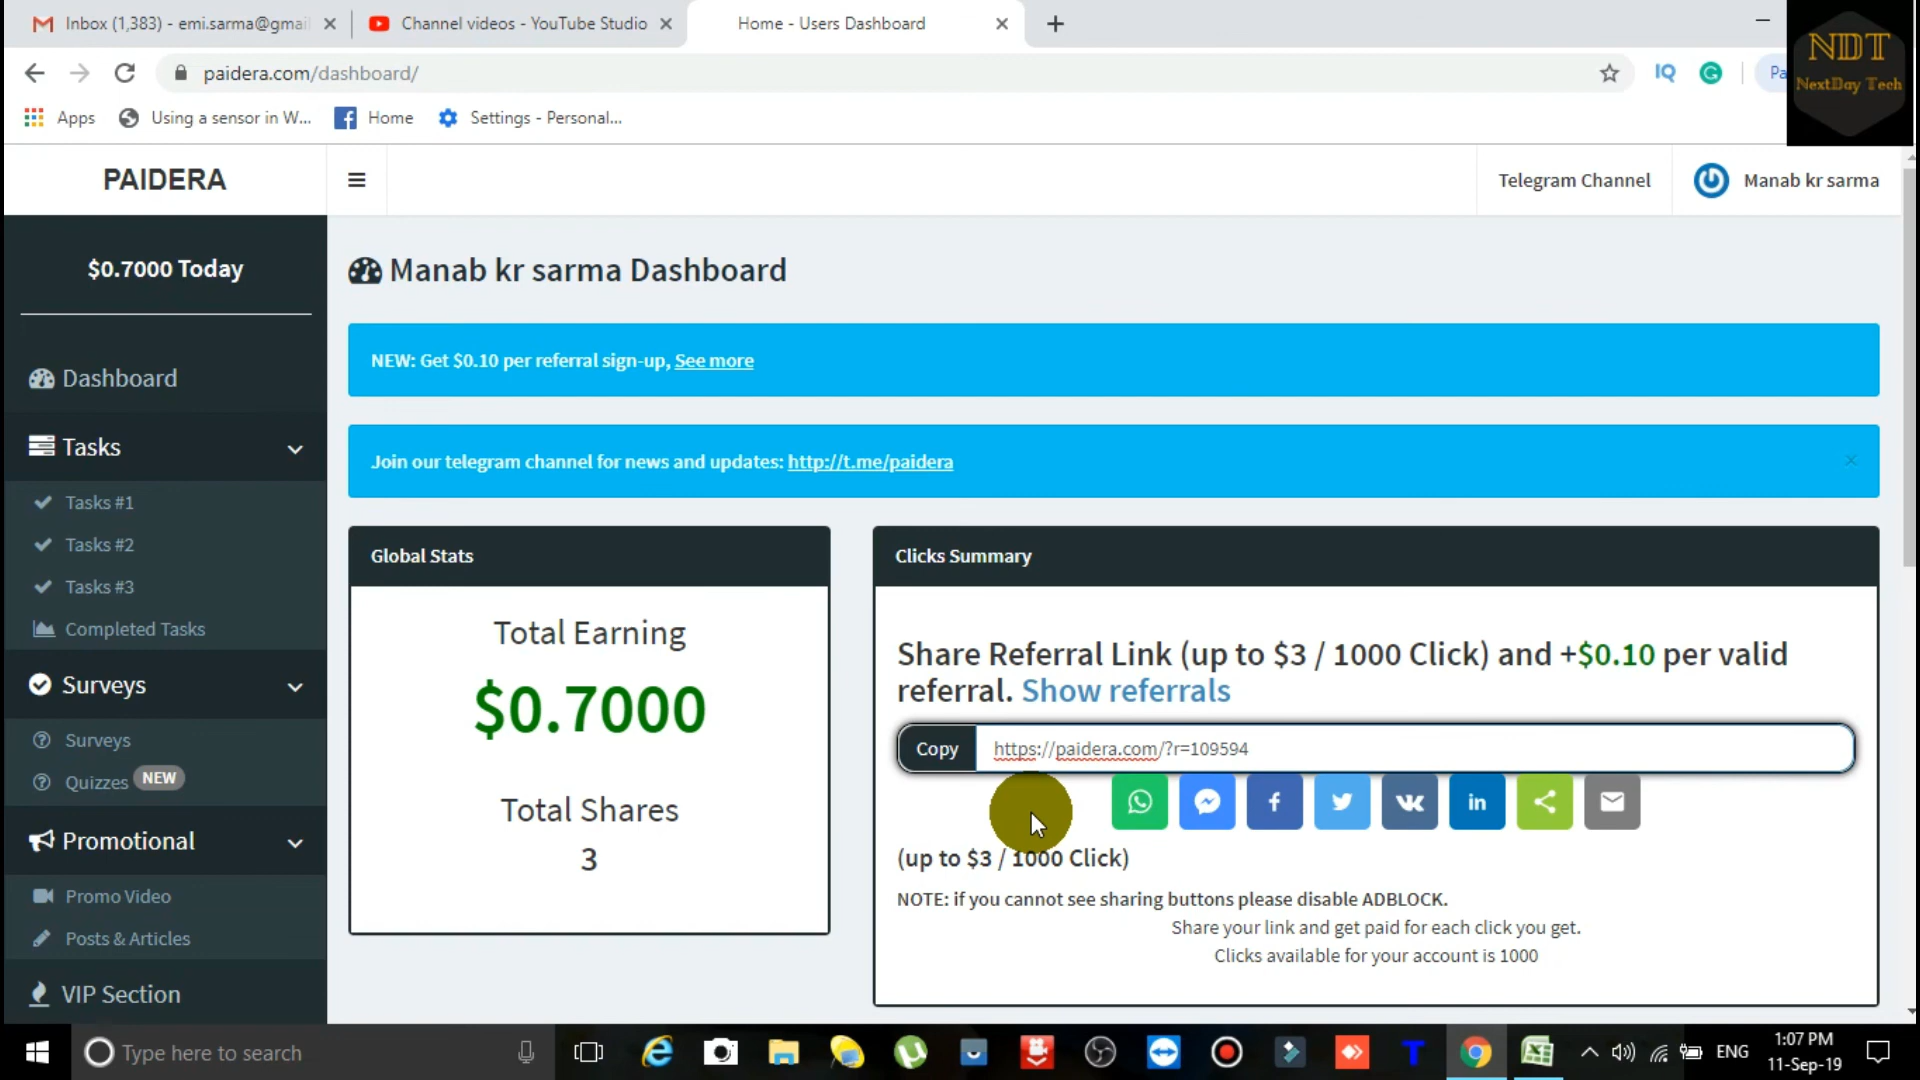 Inbox (1,383) - emi.sarma@gmai
Channel videos - YouTube Studio
Home - Users Dashboard
NDT
NextDay Tech
paidera.com/dashboard/
IQ
Pa
Apps
Using a sensor in W...
Home
Settings - Personal...
PAIDERA
Telegram Channel
Manab kr sarma
$0.7000 Today
Manab kr sarma Dashboard
NEW: Get $0.10 per referral sign-up, See more
Join our telegram channel for news and updates: http://t.me/paidera
Dashboard
Tasks
Tasks #1
Tasks #2
Tasks #3
Completed Tasks
Surveys
Surveys
Quizzes NEW
Promotional
Promo Video
Posts & Articles
VIP Section
Global Stats
Total Earning
$0.7000
Total Shares
3
Clicks Summary
Share Referral Link (up to $3 / 1000 Click) and +$0.10 per valid
referral. Show referrals
Copy https://paidera.com/?r=109594
(up to $3 / 1000 Click)
NOTE: if you cannot see sharing buttons please disable ADBLOCK.
Share your link and get paid for each click you get.
Clicks available for your account is 1000
Type here to search
ENG
1:07 PM
11-Sep-19